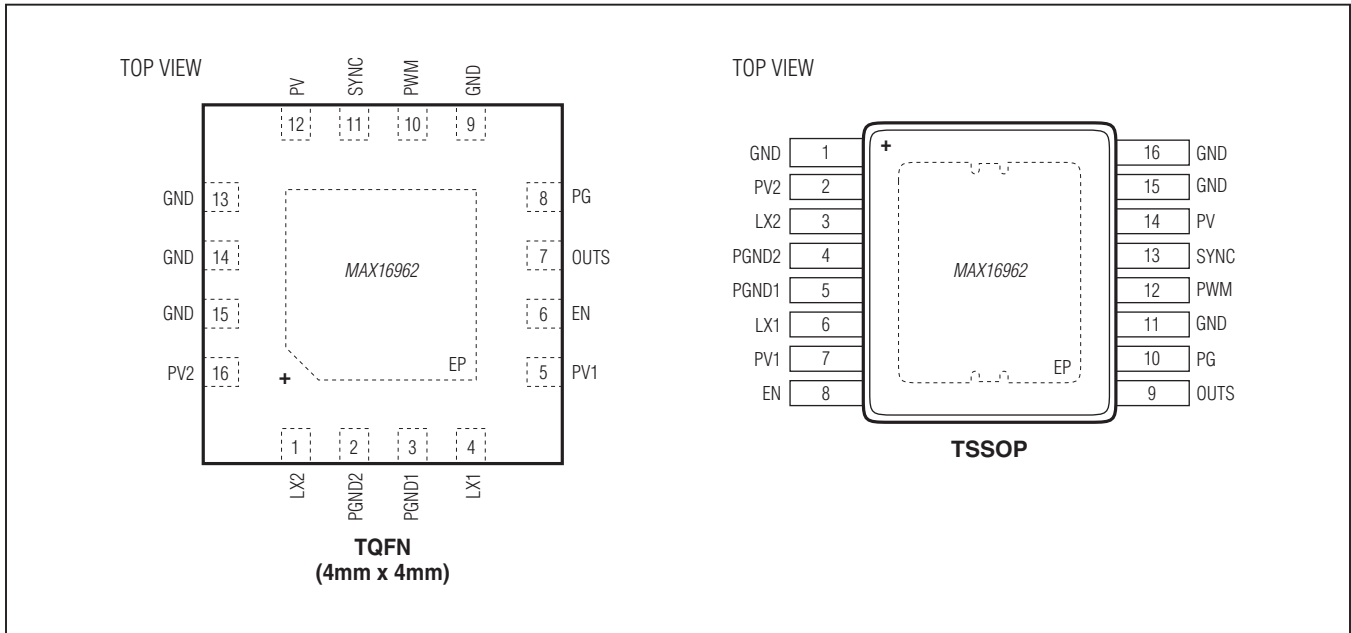 TOP VIEW
PV
SYNC
PWM
GND
12
11
10
9
GND 13
GND 14
GND 15
PV2 16
8 PG
7 OUTS
6 EN
5 PV1
MAX16962
EP
+
1
2
3
4
LX2
PGND2
PGND1
LX1
TQFN
(4mm x 4mm)
TOP VIEW
+
GND 1
PV2 2
LX2 3
PGND2 4
PGND1 5
LX1 6
PV1 7
EN 8
16 GND
15 GND
14 PV
13 SYNC
12 PWM
11 GND
10 PG
9 OUTS
MAX16962
EP
TSSOP